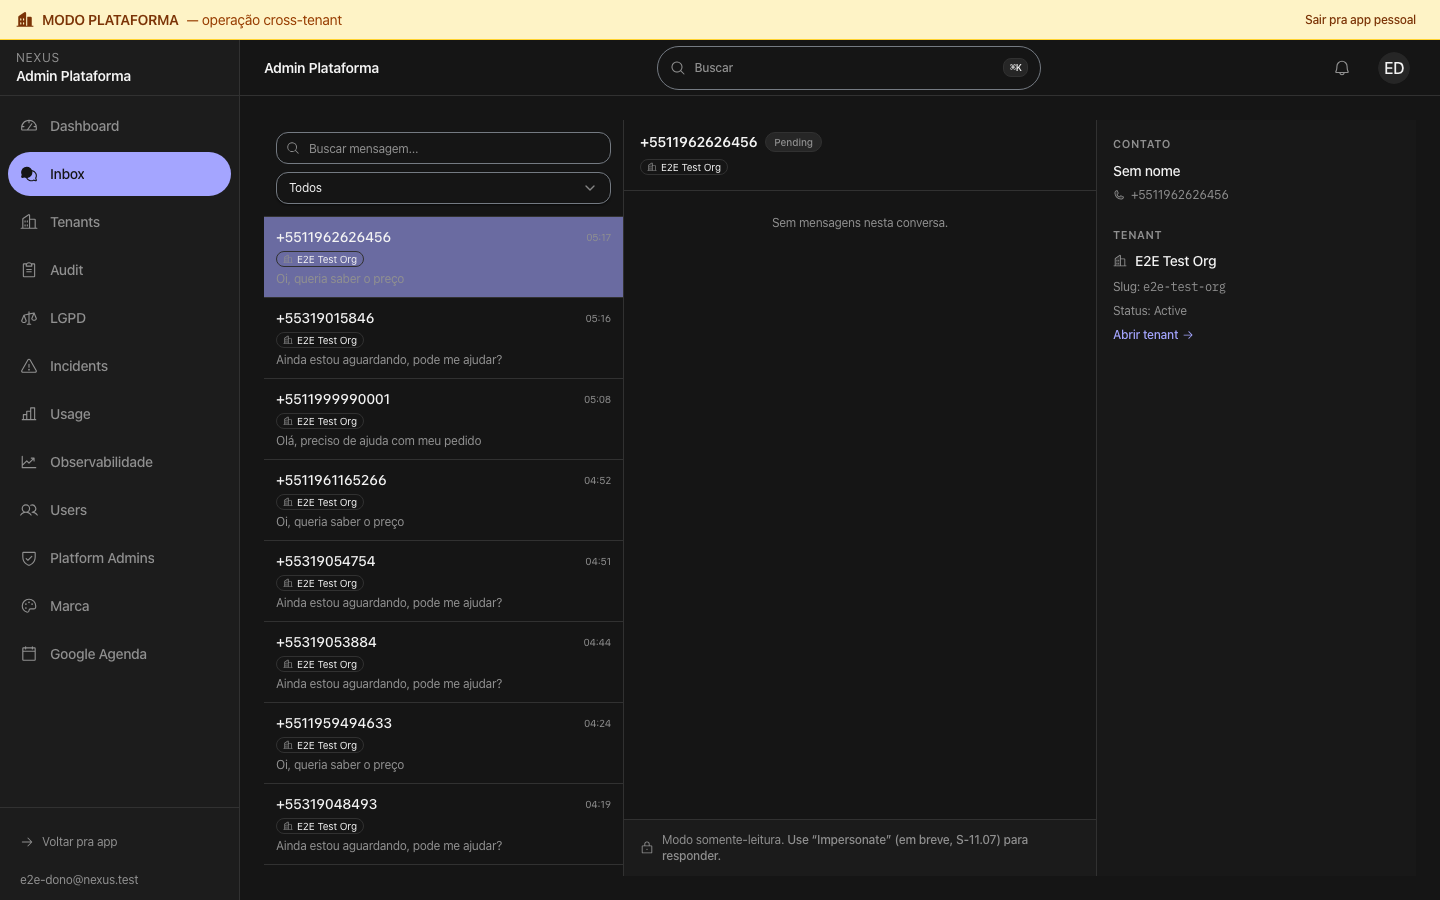 MODO PLATAFORMA — operação cross-tenant
Sair pra app pessoal
NEXUS
Admin Plataforma
Dashboard
Inbox
Tenants
Audit
LGPD
Incidents
Usage
Observabilidade
Users
Platform Admins
Marca
Google Agenda
Voltar pra app
e2e-dono@nexus.test
Admin Plataforma
Buscar
⌘K
ED
Buscar mensagem...
Todos
+5511962626456 05:17
E2E Test Org
Oi, queria saber o preço
+55319015846 05:16
E2E Test Org
Ainda estou aguardando, pode me ajudar?
+5511999990001 05:08
E2E Test Org
Olá, preciso de ajuda com meu pedido
+5511961165266 04:52
E2E Test Org
Oi, queria saber o preço
+55319054754 04:51
E2E Test Org
Ainda estou aguardando, pode me ajudar?
+55319053884 04:44
E2E Test Org
Ainda estou aguardando, pode me ajudar?
+5511959494633 04:24
E2E Test Org
Oi, queria saber o preço
+55319048493 04:19
E2E Test Org
Ainda estou aguardando, pode me ajudar?
+5511962626456 Pending
E2E Test Org
Sem mensagens nesta conversa.
Modo somente-leitura. Use “Impersonate” (em breve, S-11.07) para
responder.
CONTATO
Sem nome
+5511962626456
TENANT
E2E Test Org
Slug: e2e-test-org
Status: Active
Abrir tenant →